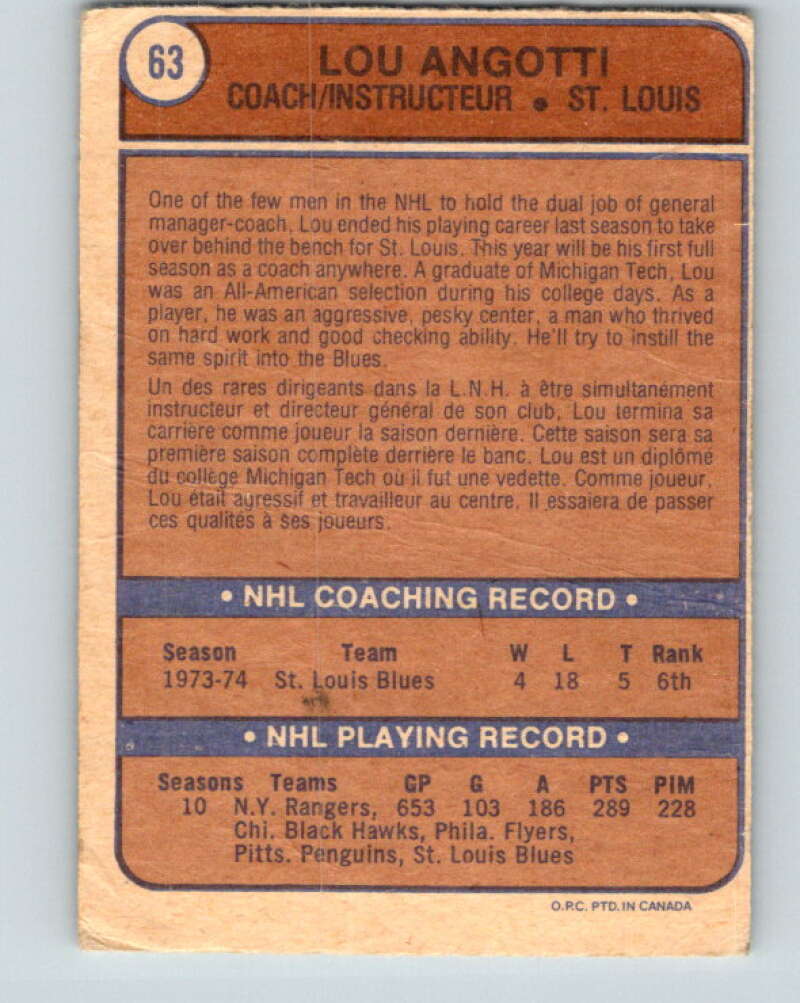 63
LOU ANGOTTI
COACH/INSTRUCTEUR • ST. LOUIS
One of the few men in the NHL to hold the dual job of general
manager-coach, Lou ended his playing career last season to take
over behind the bench for St. Louis. This year will be his first full
season as a coach anywhere. A graduate of Michigan Tech, Lou
was an All-American selection during his college days. As a
player, he was an aggressive, pesky center, a man who thrived
on hard work and good checking ability. He'll try to instill the
same spirit into the Blues.
Un des rares dirigeants dans la L.N.H. à être simultanément
instructeur et directeur général de son club, Lou termina sa
carrière comme joueur la saison dernière. Cette saison sera sa
première saison complète derrière le banc. Lou est un diplômé
du collège Michigan Tech où il fut une vedette. Comme joueur,
Lou était agressif et travailleur au centre. Il essaiera de passer
ces qualités à ses joueurs.
• NHL COACHING RECORD •
Season Team W L T Rank
1973-74 St. Louis Blues 4 18 5 6th
• NHL PLAYING RECORD •
Seasons Teams GP G A PTS PIM
10 N.Y. Rangers, 653 103 186 289 228
Chi. Black Hawks, Phila. Flyers,
Pitts. Penguins, St. Louis Blues
O.P.C. PTD. IN CANADA